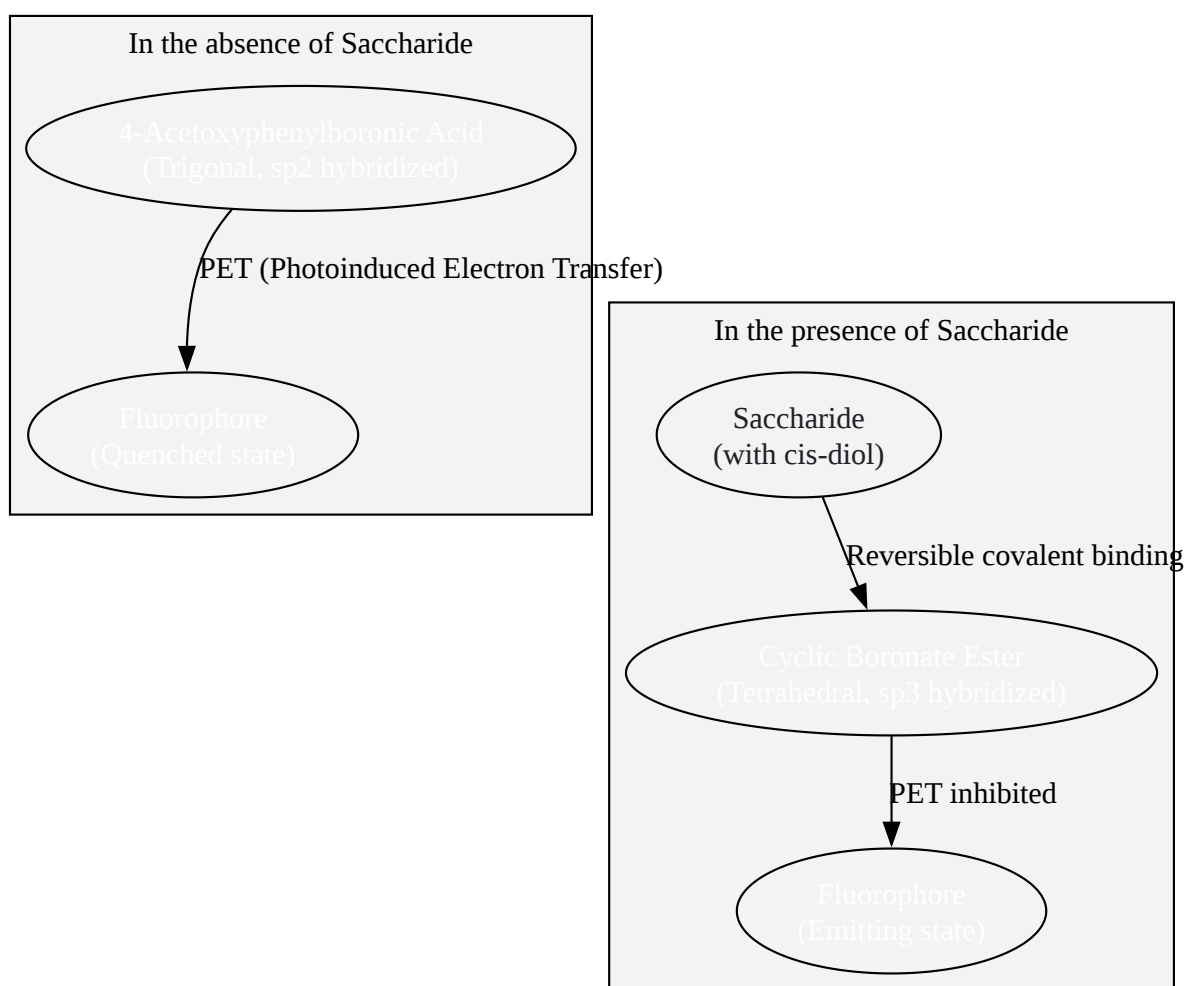 In the absence of Saccharide
4-Acetoxyphenylboronic Acid
(Trigonal, sp2 hybridized)
PET (Photoinduced Electron Transfer)
Fluorophore
(Quenched state)
In the presence of Saccharide
Saccharide
(with cis-diol)
Reversible covalent binding
Cyclic Boronate Ester
(Tetrahedral, sp3 hybridized)
PET inhibited
Fluorophore
(Emitting state)